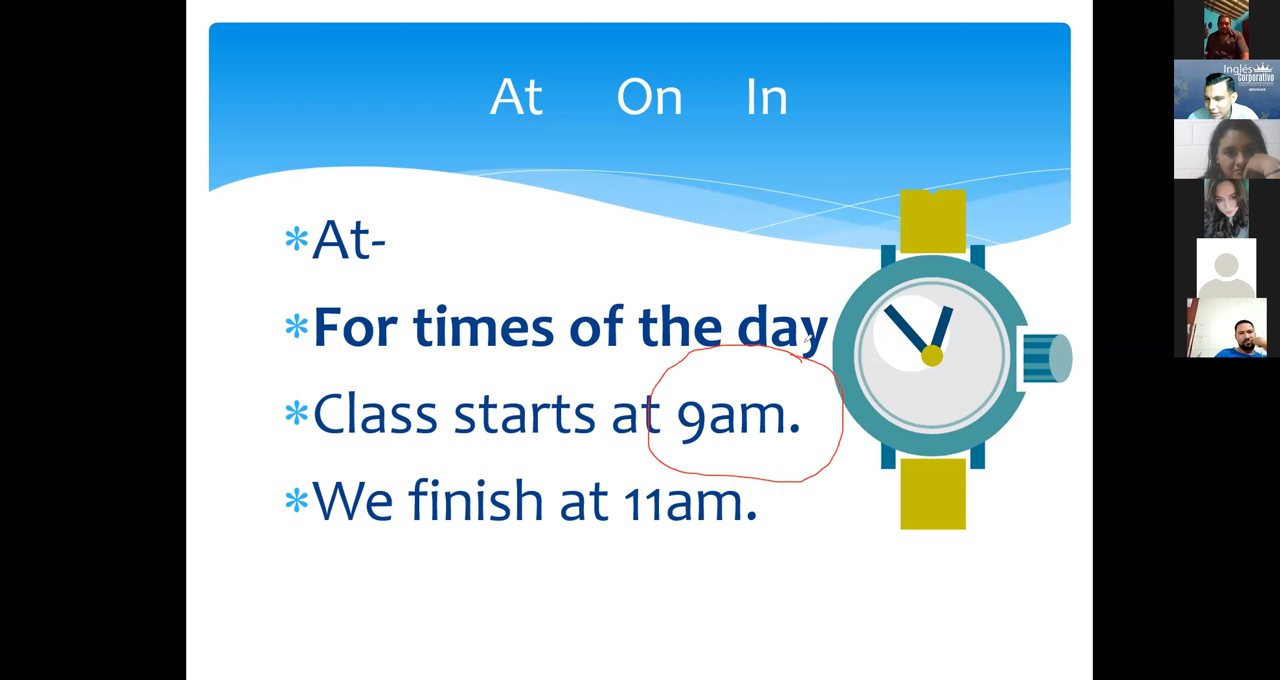 At On In
At-
For times of the day
Class starts at 9am.
We finish at 11am.
Inglés
Corporativo